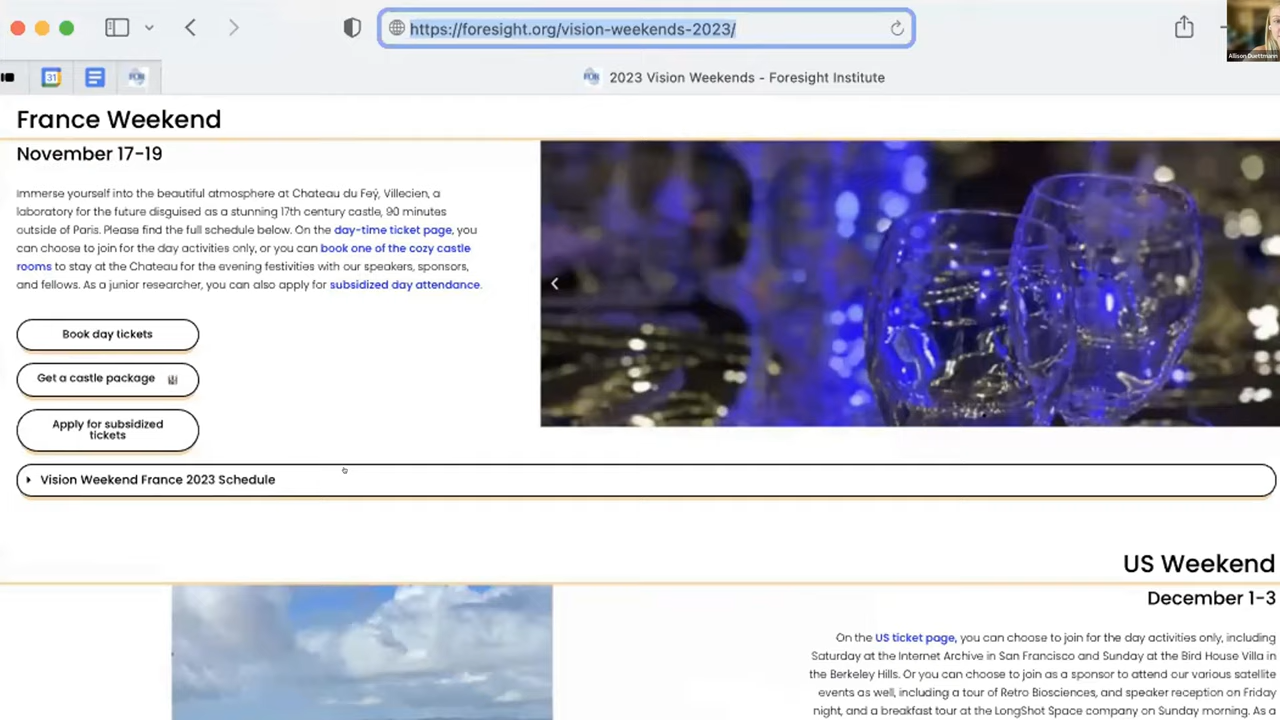 https://foresight.org/vision-weekends-2023/
Allison Duettmann
31
2023 Vision Weekends - Foresight Institute
France Weekend
November 17-19
Immerse yourself into the beautiful atmosphere at Chateau du Feÿ, Villecien, a
laboratory for the future disguised as a stunning 17th century castle, 90 minutes
outside of Paris. Please find the full schedule below. On the day-time ticket page, you
can choose to join for the day activities only, or you can book one of the cozy castle
rooms to stay at the Chateau for the evening festivities with our speakers, sponsors,
and fellows. As a junior researcher, you can also apply for subsidized day attendance.
Book day tickets
Get a castle package
Apply for subsidized
tickets
Vision Weekend France 2023 Schedule
US Weekend
December 1-3
On the US ticket page, you can choose to join for the day activities only, including
Saturday at the Internet Archive in San Francisco and Sunday at the Bird House Villa in
the Berkeley Hills. Or you can choose to join as a sponsor to attend our various satellite
events as well, including a tour of Retro Biosciences, and speaker reception on Friday
night, and a breakfast tour at the LongShot Space company on Sunday morning. As a